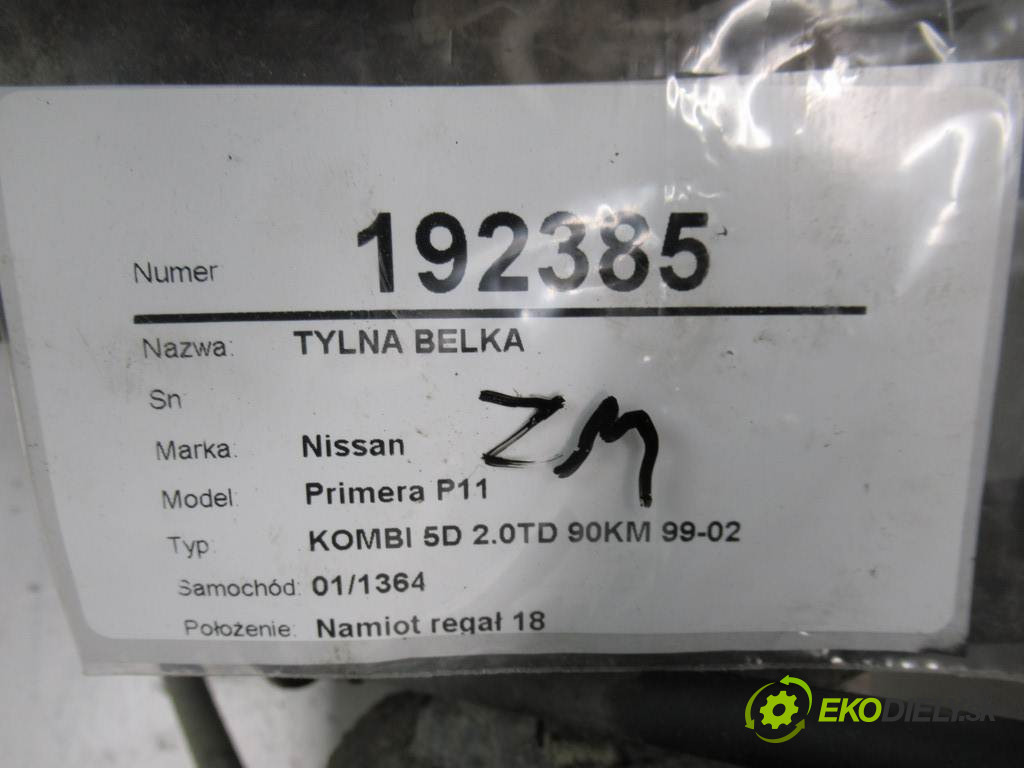 Numer 192385
Nazwa: TYLNA BELKA
Sn
ZM
Marka: Nissan
Model: Primera P11
Typ: KOMBI 5D 2.0TD 90KM 99-02
Samochód: 01/1364
Położenie: Namiot regał 18
EKODIELY.SK